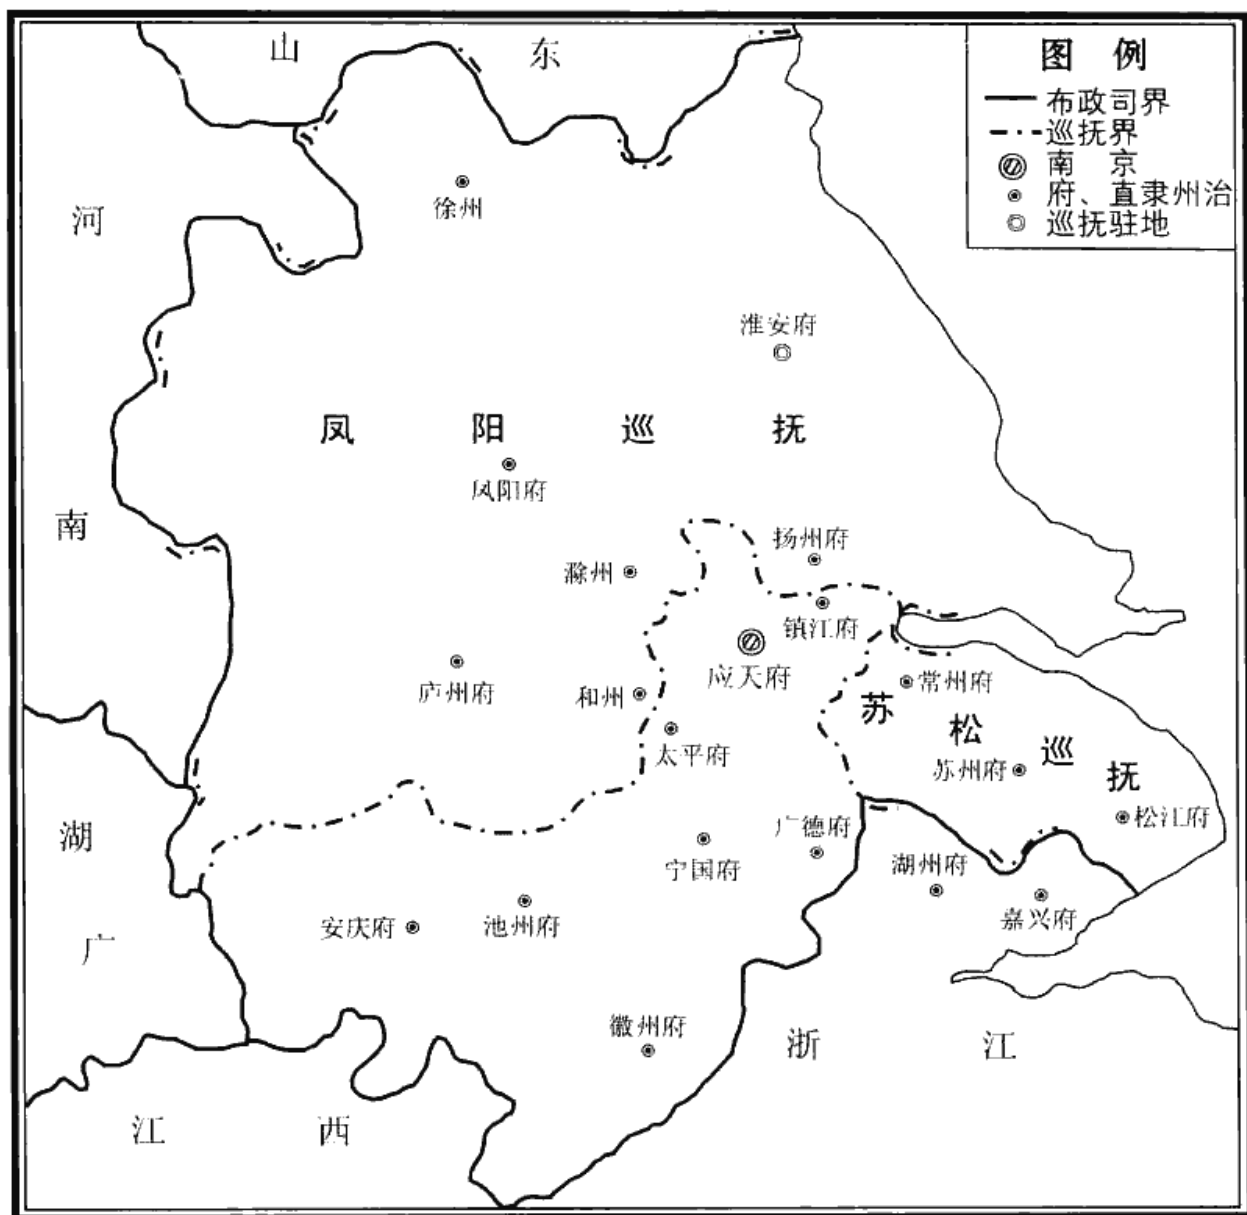 山 东
图 例
布政司界
巡抚界
南 京
府、直隶州治
巡抚驻地
徐州
河
南
淮安府
凤 阳 巡 抚
凤阳府
扬州府
滁州
镇江府
应天府
庐州府
和州
太平府
常州府
苏 松 巡 抚
苏州府
松江府
湖
广
广德府
宁国府
湖州府
嘉兴府
安庆府
池州府
徽州府
浙 江
江 西